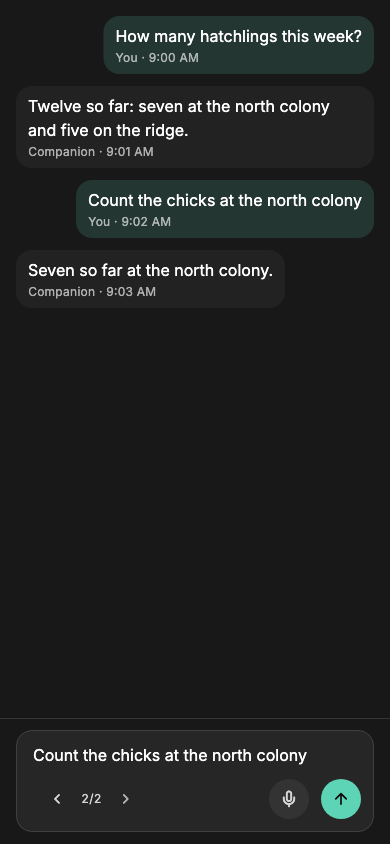 How many hatchlings this week?
You · 9:00 AM
Twelve so far: seven at the north colony
and five on the ridge.
Companion · 9:01 AM
Count the chicks at the north colony
You · 9:02 AM
Seven so far at the north colony.
Companion · 9:03 AM
Count the chicks at the north colony
2/2